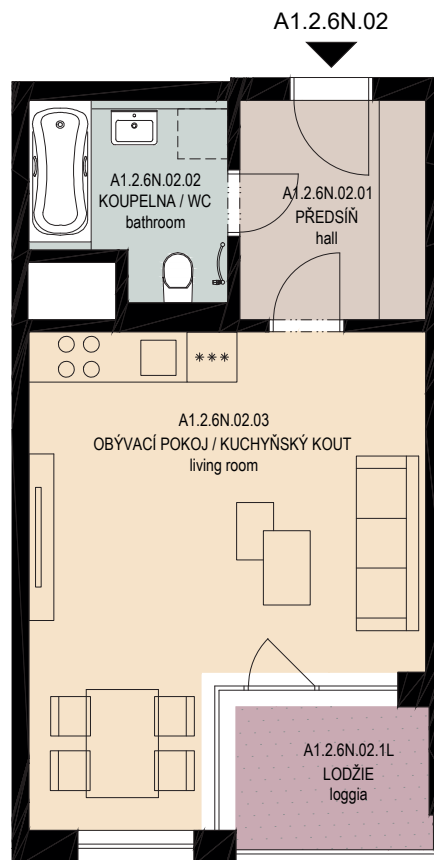 A1.2.6N.02
A1.2.6N.02.02
KOUPELNA / WC
bathroom
A1.2.6N.02.01
PŘEDSÍŇ
hall
***
A1.2.6N.02.03
OBÝVACÍ POKOJ / KUCHYŇSKÝ KOUT
living room
A1.2.6N.02.1L
LODŽIE
loggia